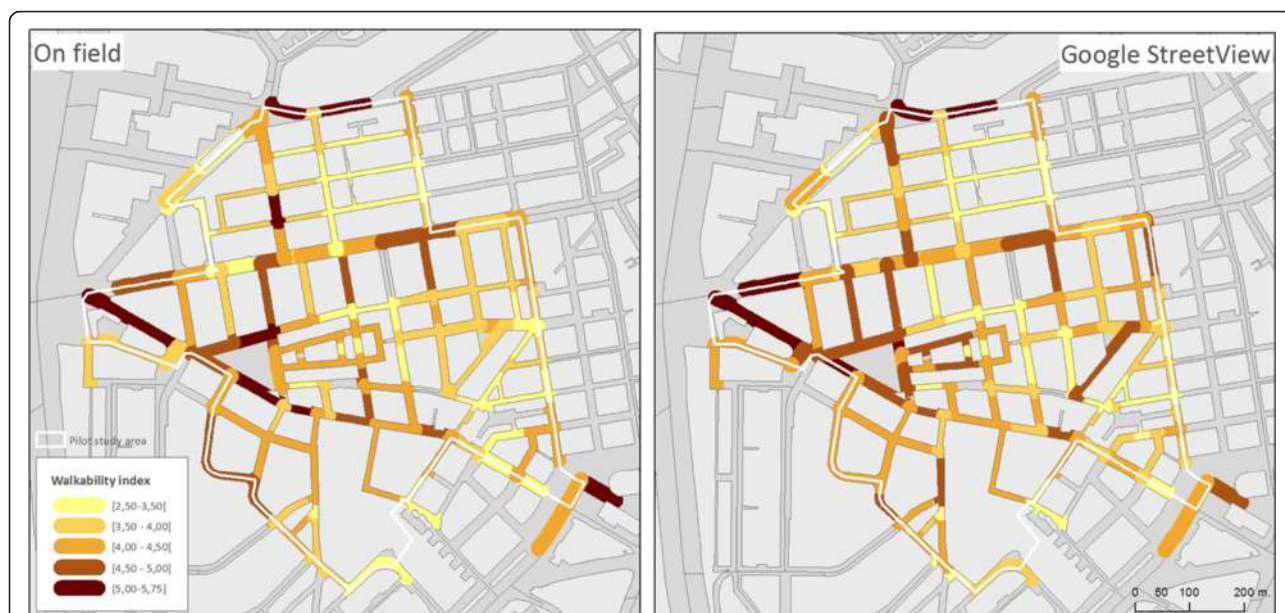 On field
Google StreetView
Pilot study area
Walkability index
[2,50-3,50[
[3,50 - 4,00[
[4,00 - 4,50[
[4,50 - 5,00[
[5,00-5,75]
0 50 100 200 m.